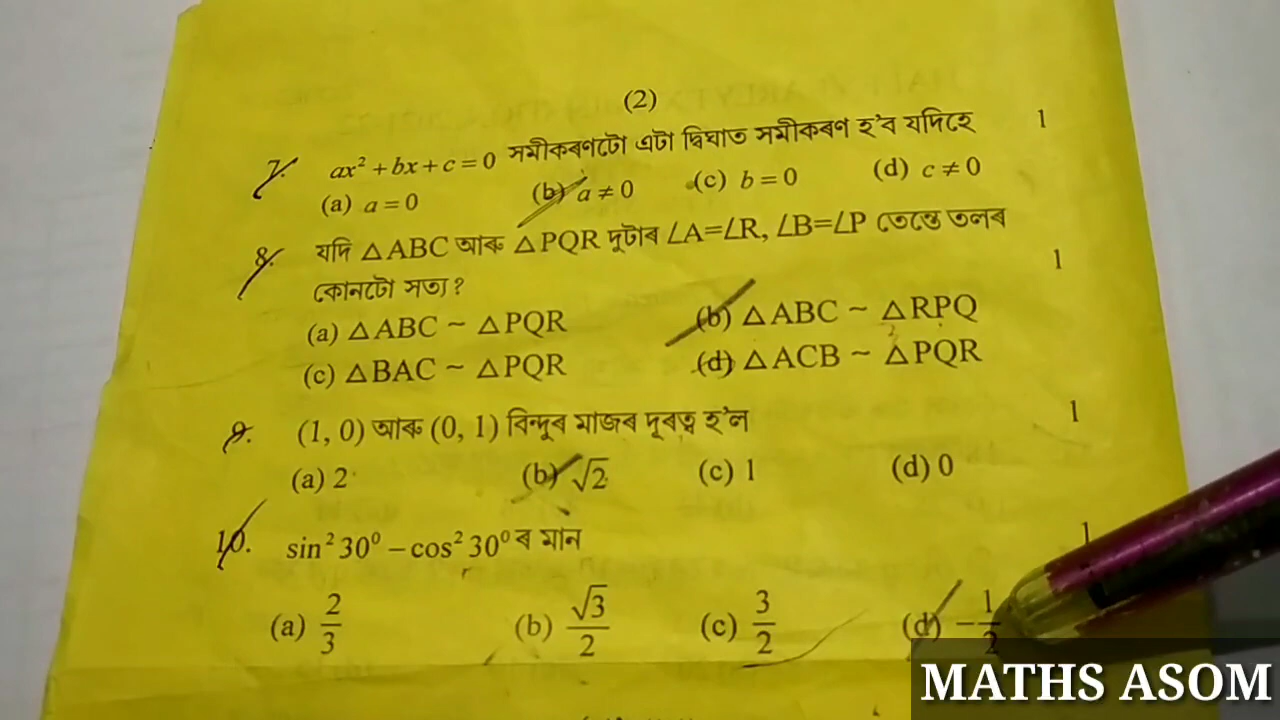 (2)
7. ax² + bx + c = 0 সমীকৰণটো এটা দ্বিঘাত সমীকৰণ হ'ব যদিহে 1
(a) a = 0 (b) a ≠ 0 (c) b = 0 (d) c ≠ 0
8. যদি △ABC আৰু △PQR দুটাৰ ∠A=∠R, ∠B=∠P তেন্তে তলৰ
কোনটো সত্য? 1
(a) △ABC ~ △PQR (b) △ABC ~ △RPQ
(c) △BAC ~ △PQR (d) △ACB ~ △PQR
9. (1, 0) আৰু (0, 1) বিন্দুৰ মাজৰ দূৰত্ব হ'ল 1
(a) 2 (b) √2 (c) 1 (d) 0
10. sin² 30⁰ – cos² 30⁰ ৰ মান 1
(a) 2/3 (b) √3/2 (c) 3/2 (d) –1/2
MATHS ASOM